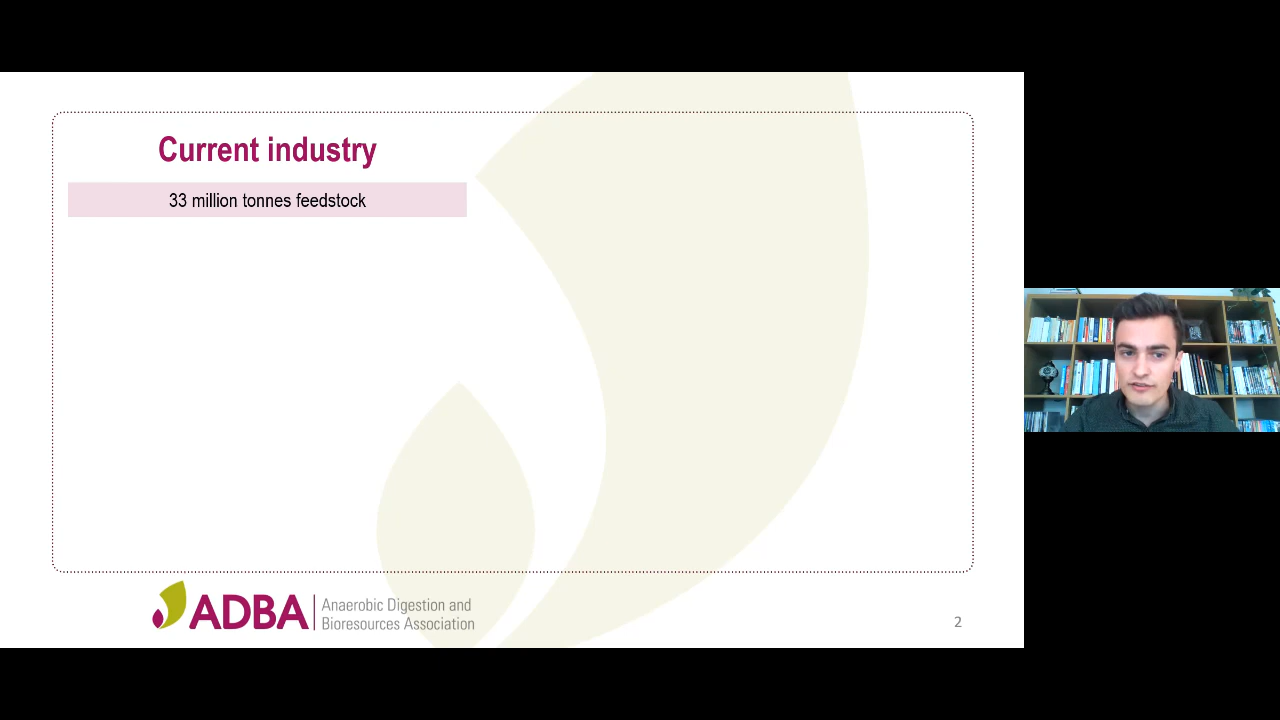 Current industry
33 million tonnes feedstock
ADBA
Anaerobic Digestion and
Bioresources Association
2